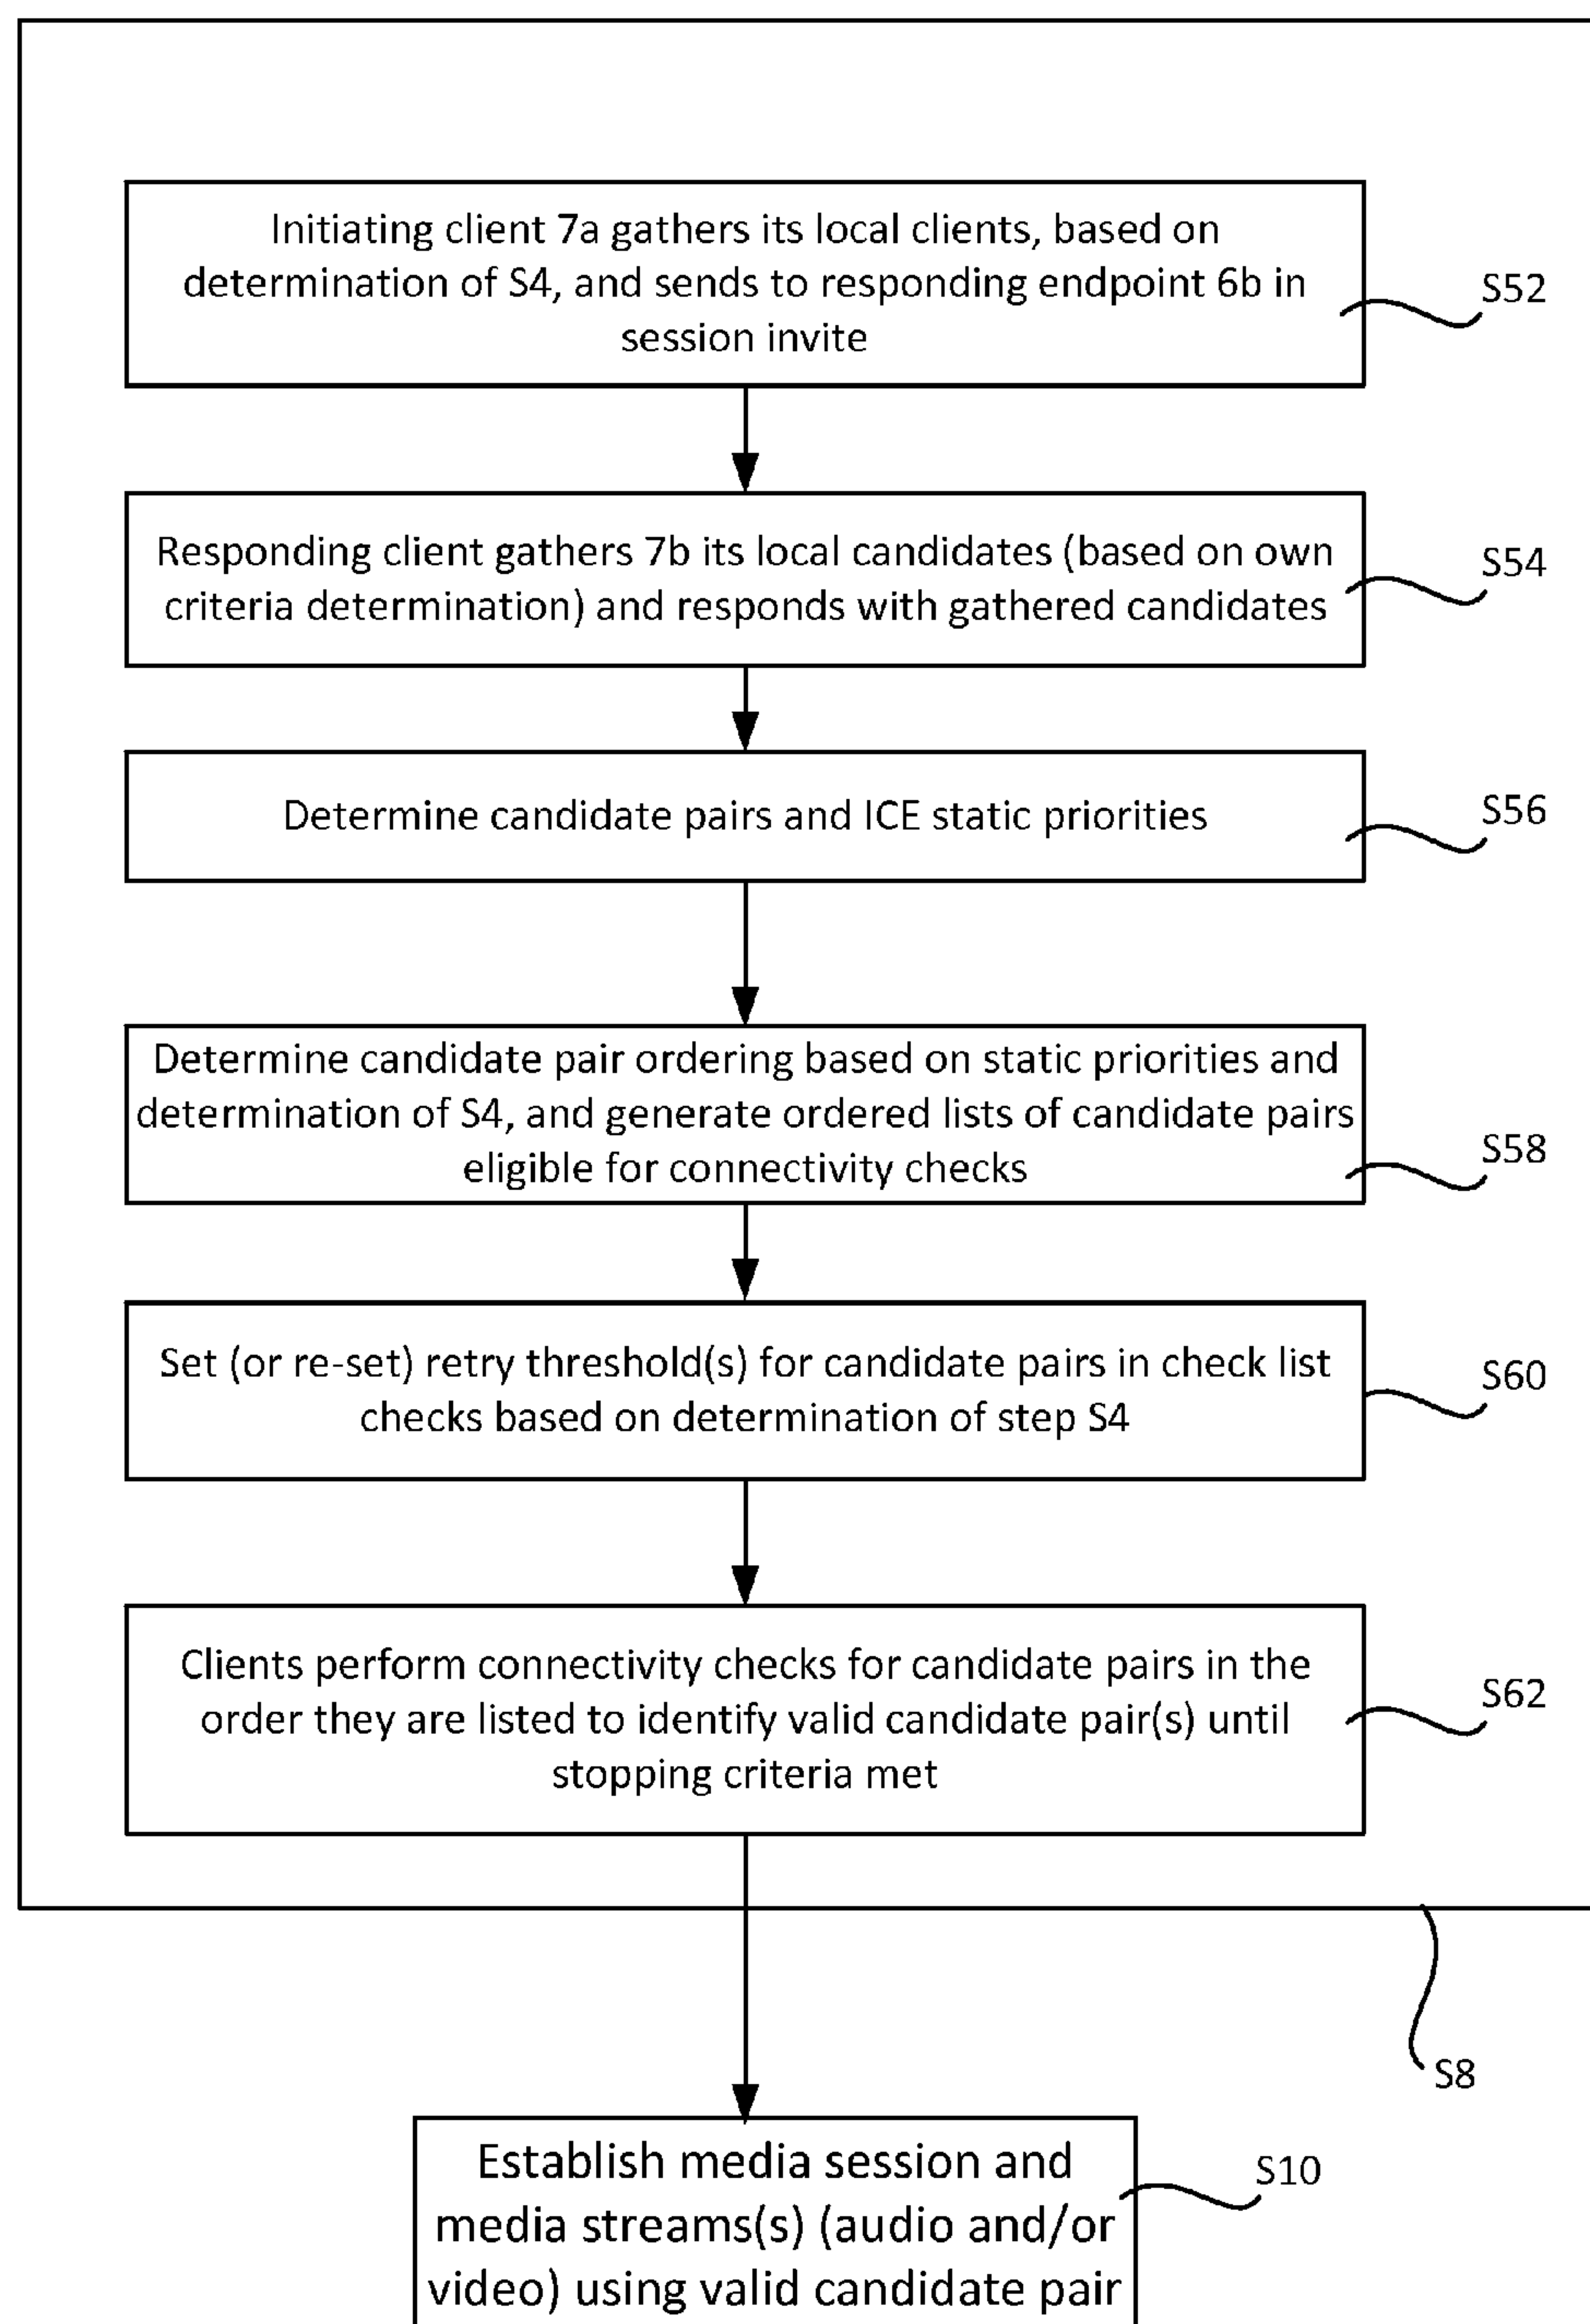 Initiating client 7a gathers its local clients, based on
determination of S4, and sends to responding endpoint 6b in
session invite
S52
Responding client gathers 7b its local candidates (based on own
criteria determination) and responds with gathered candidates
S54
Determine candidate pairs and ICE static priorities
S56
Determine candidate pair ordering based on static priorities and
determination of S4, and generate ordered lists of candidate pairs
eligible for connectivity checks
S58
Set (or re-set) retry threshold(s) for candidate pairs in check list
checks based on determination of step S4
S60
Clients perform connectivity checks for candidate pairs in the
order they are listed to identify valid candidate pair(s) until
stopping criteria met
S62
S8
Establish media session and
media streams(s) (audio and/or
video) using valid candidate pair
S10